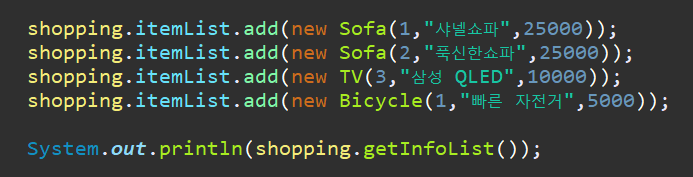 shopping.itemList.add(new Sofa(1,"샤넬쇼파",25000));
shopping.itemList.add(new Sofa(2,"푹신한쇼파",25000));
shopping.itemList.add(new TV(3,"삼성 QLED",10000));
shopping.itemList.add(new Bicycle(1,"빠른 자전거",5000));
System.out.println(shopping.getInfoList());